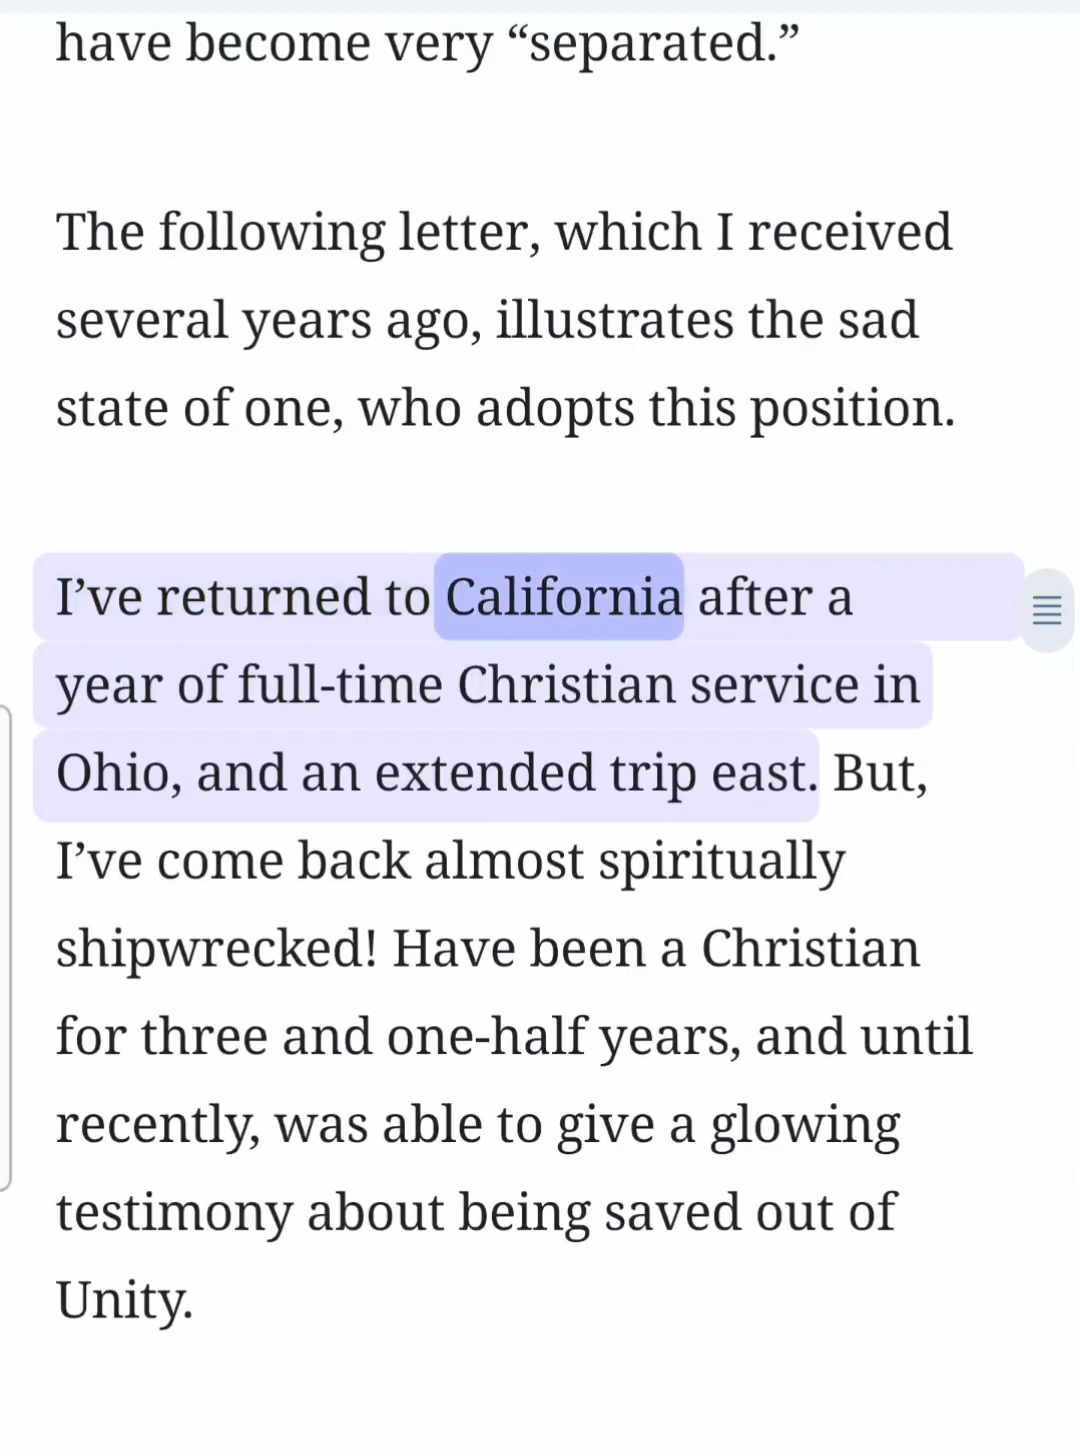 have become very “separated.”
The following letter, which I received
several years ago, illustrates the sad
state of one, who adopts this position.
I’ve returned to California after a
year of full-time Christian service in
Ohio, and an extended trip east. But,
I’ve come back almost spiritually
shipwrecked! Have been a Christian
for three and one-half years, and until
recently, was able to give a glowing
testimony about being saved out of
Unity.